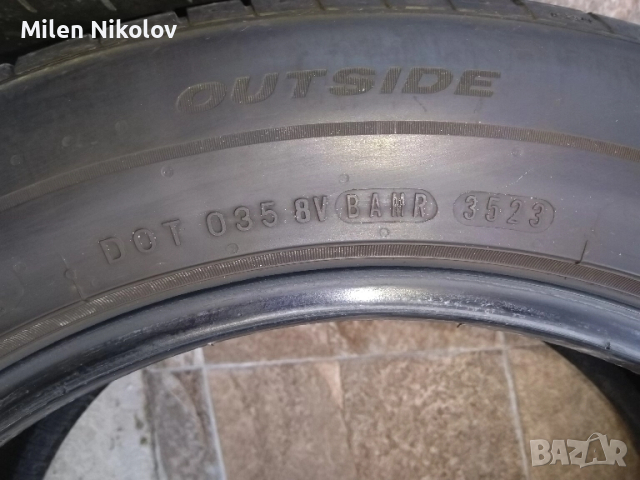 Milen Nikolov
OUTSIDE
DOT 035 8V BAMR 3523
BAZAR